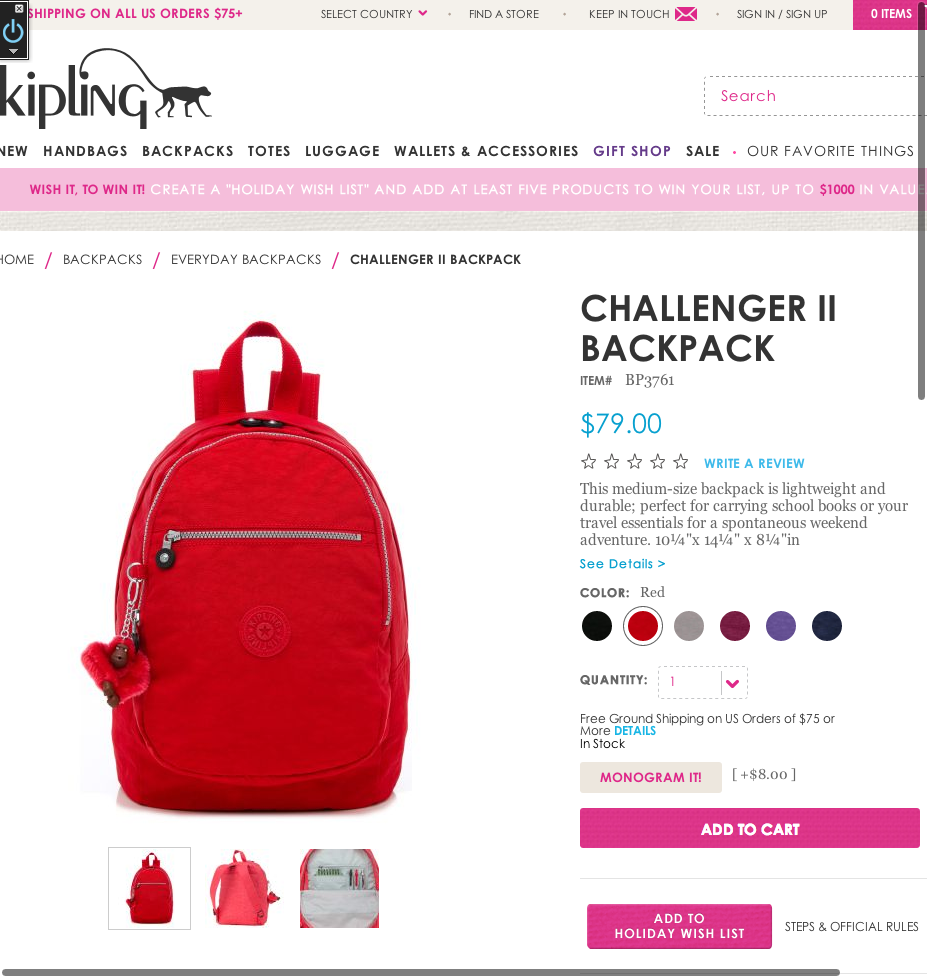 SHIPPING ON ALL US ORDERS $75+
SELECT COUNTRY • FIND A STORE • KEEP IN TOUCH • SIGN IN / SIGN UP 0 ITEMS
kipling
Search
NEW HANDBAGS BACKPACKS TOTES LUGGAGE WALLETS & ACCESSORIES GIFT SHOP SALE • OUR FAVORITE THINGS
WISH IT, TO WIN IT! CREATE A "HOLIDAY WISH LIST" AND ADD AT LEAST FIVE PRODUCTS TO WIN YOUR LIST, UP TO $1000 IN VALUE
HOME / BACKPACKS / EVERYDAY BACKPACKS / CHALLENGER II BACKPACK
CHALLENGER II
BACKPACK
ITEM# BP3761
$79.00
WRITE A REVIEW
This medium-size backpack is lightweight and
durable; perfect for carrying school books or your
travel essentials for a spontaneous weekend
adventure. 10¼"x 14¼" x 8¼"in
See Details >
COLOR: Red
QUANTITY: 1
Free Ground Shipping on US Orders of $75 or
More DETAILS
In Stock
MONOGRAM IT! [ +$8.00 ]
ADD TO CART
ADD TO
HOLIDAY WISH LIST
STEPS & OFFICIAL RULES